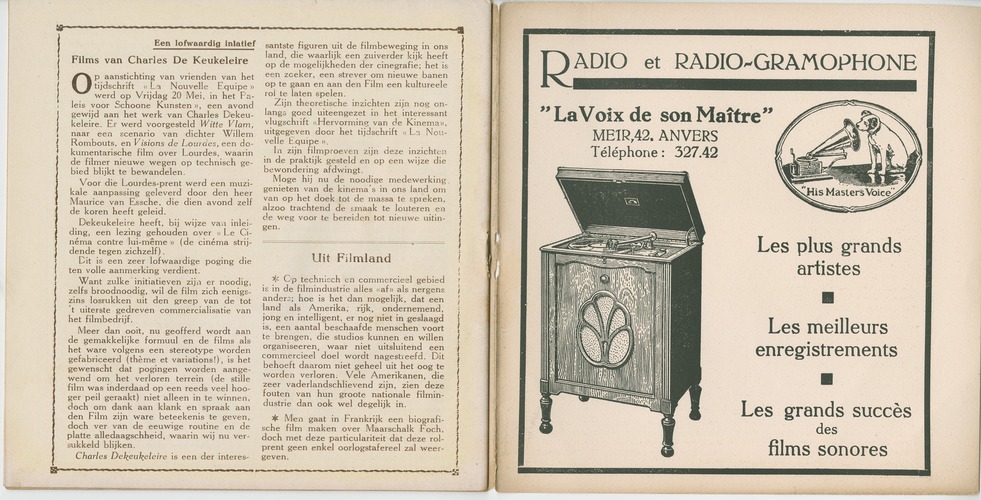 Een lofwaardig inlatief
Films van Charles De Keukeleire
Op aanstichting van vrienden van het
tijdschrift »La Nouvelle Equipe»
werd op Vrijdag 20 Mei, in het Pa-
leis voor Schoone Kunsten», een avond
gewijd aan het werk van Charles Dekeu-
keleire. Er werd voorgesteld Witte Vlam,
naar een scenario van dichter Willem
Rombouts, en Visions de Lourdes, een do-
kumentarische film over Lourdes, waarin
de filmer nieuwe wegen op technisch ge-
bied blijkt te bewandelen.
Voor die Lourdes-prent werd een muzi-
kale aanpassing geleverd door den heer
Maurice van Essche, die dien avond zelf
de koren heeft geleid.
Dekeukeleire heeft, bij wijze van inlei-
ding, een lezing gehouden over »Le Ci-
néma contre lui-même» (de cinéma strij-
dende tegen zichzelf).
Dit is een zeer lofwaardige poging die
ten volle aanmerking verdient.
Want zulke initiatieven zijn er noodig,
zelfs broodnoodig, wil de film zich eenigs-
zins losrukken uit den greep van de tot
't uiterste gedreven commercialisatie van
het filmbedrijf.
Meer dan ooit, nu geofferd wordt aan
de gemakkelijke formuul en de films als
het ware volgens een stereotype worden
gefabriceerd (thème et variations!), is het
gewenscht dat pogingen worden aange-
wend om het verloren terrein (de stille
film was inderdaad op een reeds veel hoo-
ger peil geraakt) niet alleen in te winnen,
doch om dank aan klank en spraak aan
den Film zijn ware beteekenis te geven,
doch ver van de eeuwige routine en de
platte alledaagschheid, waarin wij nu ver-
sukkeld blijken.
Charles Dekeukeleire is een der interes-
santste figuren uit de filmbeweging in ons
land, die waarlijk een zuiverder kijk heeft
op de mogelijkheden der cinegrafie; het is
een zoeker, een strever om nieuwe banen
op te gaan en aan den Film een kultureele
rol te laten spelen.
Zijn theoretische inzichten zijn nog on-
langs goed uiteengezet in het interessant
vlugschrift »Hervorming van de Kinema»,
uitgegeven door het tijdschrift »La Nou-
velle Equipe».
In zijn filmproeven zijn deze inzichten
in de praktijk gesteld en op een wijze die
bewondering afdwingt.
Moge hij nu de noodige medewerking
genieten van de kinema's in ons land om
van op het doek tot de massa te spreken,
alzoo trachtend de smaak te louteren en
de weg voor te bereiden tot nieuwe uitin-
gen.
Uit Filmland
* Op technisch en commercieel gebied
is in de filmindustrie alles »af» als nergens
anders; hoe is het dan mogelijk, dat een
land als Amerika, rijk, ondernemend,
jong en intelligent, er nog niet in geslaagd
is, een aantal beschaafde menschen voort
te brengen, die studios kunnen en willen
organiseeren, waar niet uitsluitend een
commercieel doel wordt nagestreefd. Dit
behoeft daarom niet geheel uit het oog te
worden verloren. Vele Amerikanen, die
zeer vaderlandschlievend zijn, zien deze
fouten van hun groote nationale filmin-
dustrie dan ook wel degelijk in.
* Men gaat in Frankrijk een biografi-
sche film maken over Maarschalk Foch,
doch met deze particulariteit dat deze rol-
prent geen enkel oorlogstafereel zal weer-
geven.
RADIO et RADIO-GRAMOPHONE
"La Voix de son Maître"
MEIR, 42. ANVERS
Téléphone: 327.42
"His Masters Voice"
Les plus grands
artistes
Les meilleurs
enregistrements
Les grands succès
des
films sonores